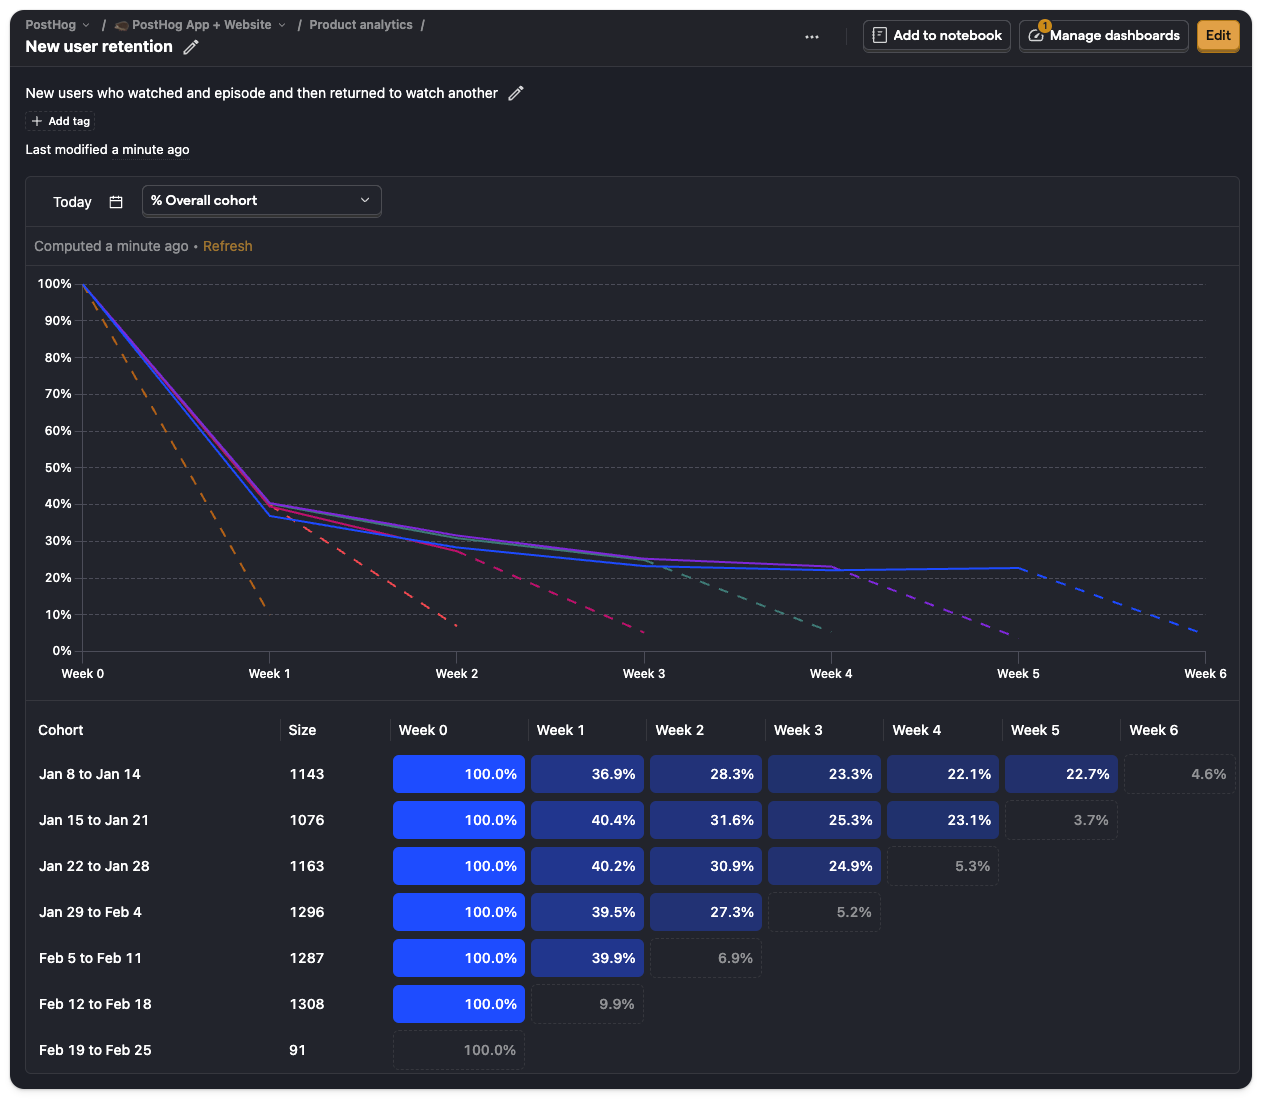 PostHog / PostHog App + Website / Product analytics /
New user retention
Add to notebook
1
Manage dashboards
Edit
New users who watched and episode and then returned to watch another
Add tag
Last modified a minute ago
Today
% Overall cohort
Computed a minute ago • Refresh
100%
90%
80%
70%
60%
50%
40%
30%
20%
10%
0%
Week 0 Week 1 Week 2 Week 3 Week 4 Week 5 Week 6
Cohort Size Week 0 Week 1 Week 2 Week 3 Week 4 Week 5 Week 6
Jan 8 to Jan 14 1143 100.0% 36.9% 28.3% 23.3% 22.1% 22.7% 4.6%
Jan 15 to Jan 21 1076 100.0% 40.4% 31.6% 25.3% 23.1% 3.7%
Jan 22 to Jan 28 1163 100.0% 40.2% 30.9% 24.9% 5.3%
Jan 29 to Feb 4 1296 100.0% 39.5% 27.3% 5.2%
Feb 5 to Feb 11 1287 100.0% 39.9% 6.9%
Feb 12 to Feb 18 1308 100.0% 9.9%
Feb 19 to Feb 25 91 100.0%